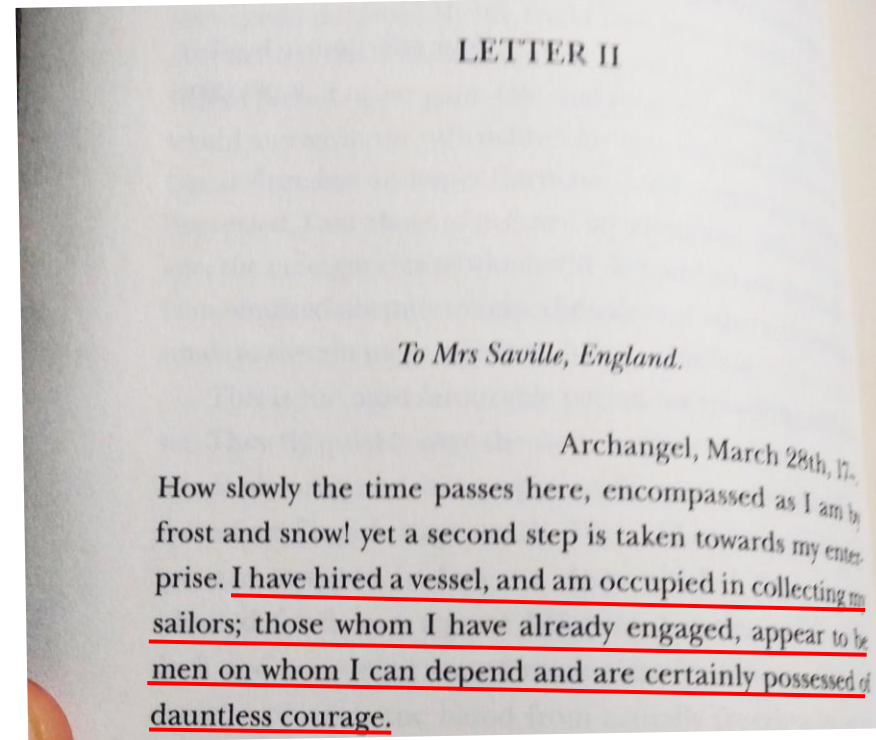 LETTER II
To Mrs Saville, England.
Archangel, March 28th, 17-.
How slowly the time passes here, encompassed as I am by
frost and snow! yet a second step is taken towards my enter-
prise. I have hired a vessel, and am occupied in collecting my
sailors; those whom I have already engaged, appear to be
men on whom I can depend and are certainly possessed of
dauntless courage.